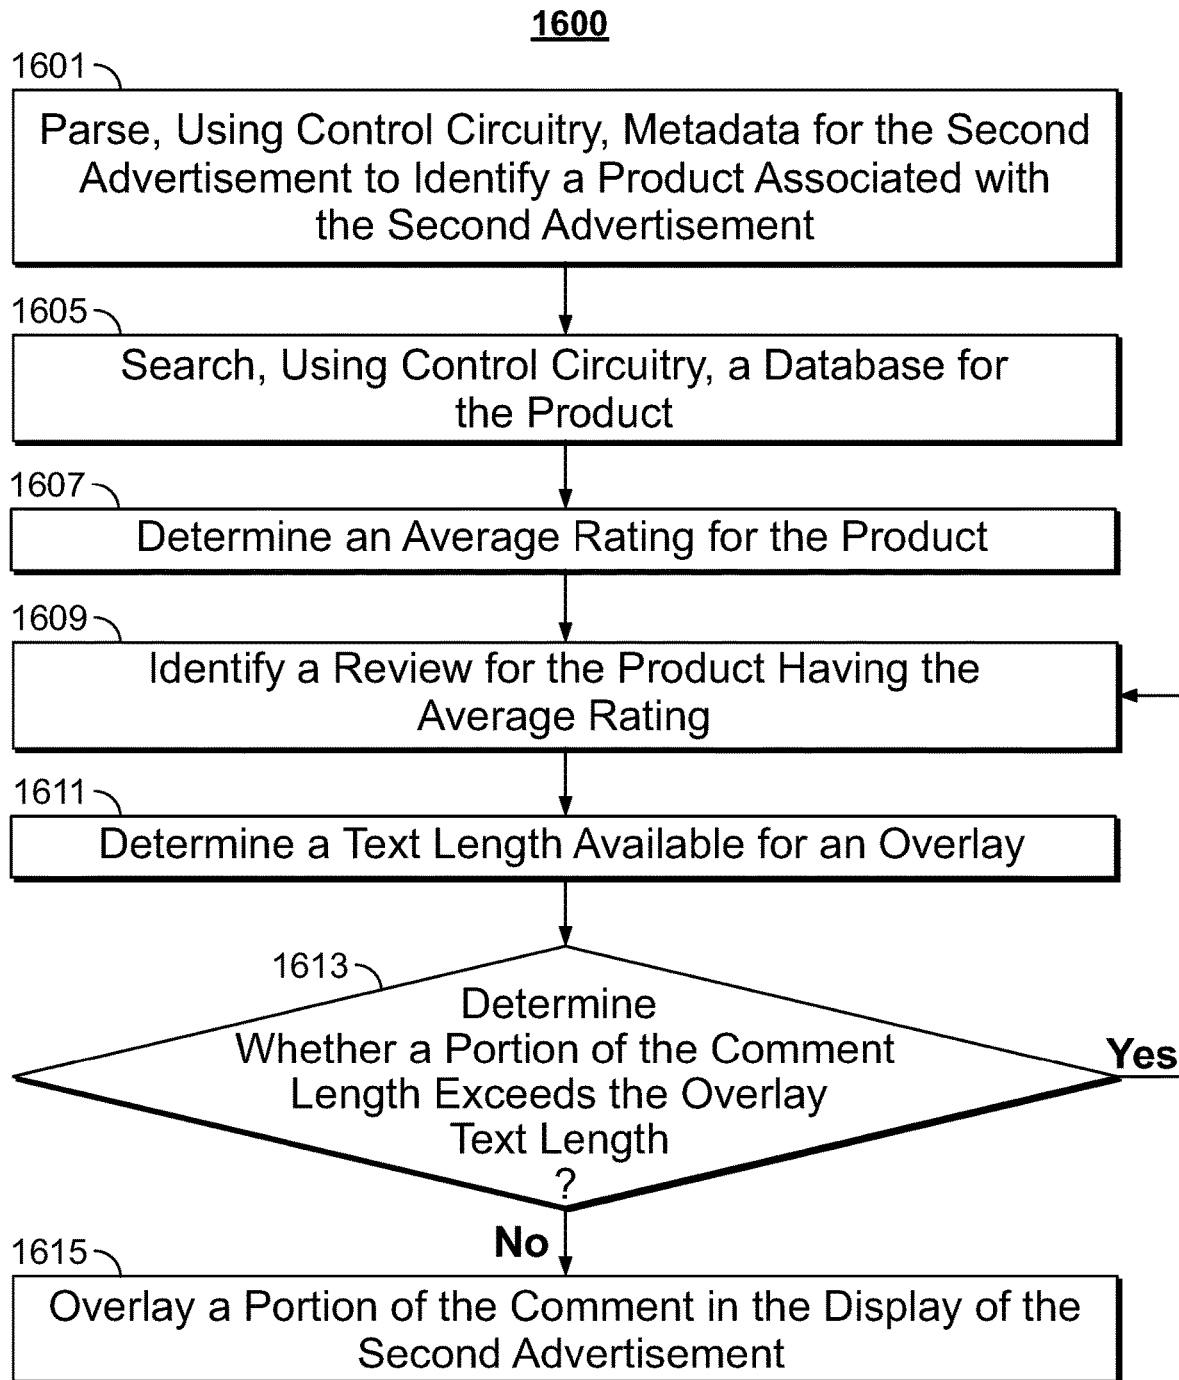 1600
1601
Parse, Using Control Circuitry, Metadata for the Second
Advertisement to Identify a Product Associated with
the Second Advertisement
1605
Search, Using Control Circuitry, a Database for
the Product
1607
Determine an Average Rating for the Product
1609
Identify a Review for the Product Having the
Average Rating
1611
Determine a Text Length Available for an Overlay
1613
Determine
Whether a Portion of the Comment
Length Exceeds the Overlay
Text Length
?
Yes
No
1615
Overlay a Portion of the Comment in the Display of the
Second Advertisement